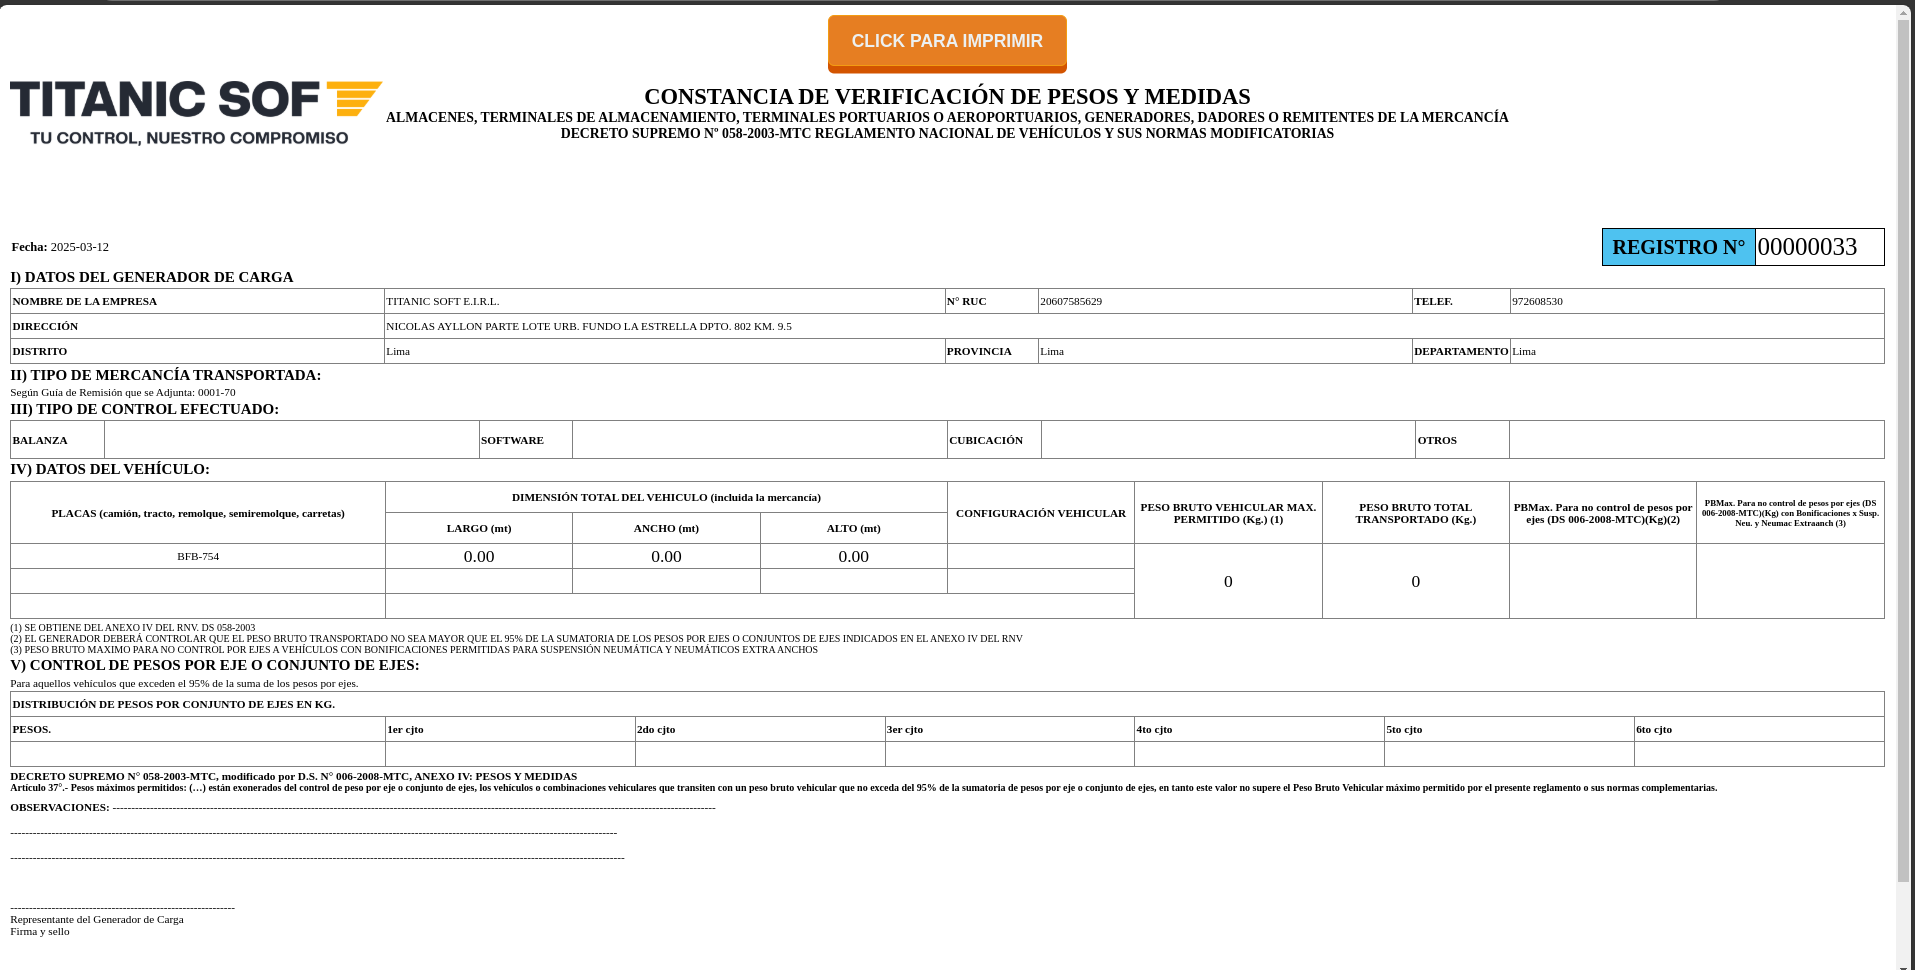 CLICK PARA IMPRIMIR
TITANIC SOF
TU CONTROL, NUESTRO COMPROMISO
CONSTANCIA DE VERIFICACIÓN DE PESOS Y MEDIDAS
ALMACENES, TERMINALES DE ALMACENAMIENTO, TERMINALES PORTUARIOS O AEROPORTUARIOS, GENERADORES, DADORES O REMITENTES DE LA MERCANCÍA
DECRETO SUPREMO Nº 058-2003-MTC REGLAMENTO NACIONAL DE VEHÍCULOS Y SUS NORMAS MODIFICATORIAS
Fecha: 2025-03-12
REGISTRO N° 00000033
I) DATOS DEL GENERADOR DE CARGA
NOMBRE DE LA EMPRESA TITANIC SOFT E.I.R.L. N° RUC 20607585629 TELEF. 972608530
DIRECCIÓN NICOLAS AYLLON PARTE LOTE URB. FUNDO LA ESTRELLA DPTO. 802 KM. 9.5
DISTRITO Lima PROVINCIA Lima DEPARTAMENTO Lima
II) TIPO DE MERCANCÍA TRANSPORTADA:
Según Guía de Remisión que se Adjunta: 0001-70
III) TIPO DE CONTROL EFECTUADO:
BALANZA SOFTWARE CUBICACIÓN OTROS
IV) DATOS DEL VEHÍCULO:
PLACAS (camión, tracto, remolque, semiremolque, carretas)
DIMENSIÓN TOTAL DEL VEHICULO (incluida la mercancía)
LARGO (mt) ANCHO (mt) ALTO (mt)
CONFIGURACIÓN VEHICULAR
PESO BRUTO VEHICULAR MAX.
PERMITIDO (Kg.) (1)
PESO BRUTO TOTAL
TRANSPORTADO (Kg.)
PBMax. Para no control de pesos por
ejes (DS 006-2008-MTC)(Kg)(2)
PBMax. Para no control de pesos por ejes (DS
006-2008-MTC)(Kg) con Bonificaciones x Susp.
Neu. y Neumac Extraanch (3)
BFB-754 0.00 0.00 0.00
0 0
(1) SE OBTIENE DEL ANEXO IV DEL RNV. DS 058-2003
(2) EL GENERADOR DEBERÁ CONTROLAR QUE EL PESO BRUTO TRANSPORTADO NO SEA MAYOR QUE EL 95% DE LA SUMATORIA DE LOS PESOS POR EJES O CONJUNTOS DE EJES INDICADOS EN EL ANEXO IV DEL RNV
(3) PESO BRUTO MAXIMO PARA NO CONTROL POR EJES A VEHÍCULOS CON BONIFICACIONES PERMITIDAS PARA SUSPENSIÓN NEUMÁTICA Y NEUMÁTICOS EXTRA ANCHOS
V) CONTROL DE PESOS POR EJE O CONJUNTO DE EJES:
Para aquellos vehículos que exceden el 95% de la suma de los pesos por ejes.
DISTRIBUCIÓN DE PESOS POR CONJUNTO DE EJES EN KG.
PESOS. 1er cjto 2do cjto 3er cjto 4to cjto 5to cjto 6to cjto
DECRETO SUPREMO N° 058-2003-MTC, modificado por D.S. N° 006-2008-MTC, ANEXO IV: PESOS Y MEDIDAS
Artículo 37°.- Pesos máximos permitidos: (…) están exonerados del control de peso por eje o conjunto de ejes, los vehículos o combinaciones vehiculares que transiten con un peso bruto vehicular que no exceda del 95% de la sumatoria de pesos por eje o conjunto de ejes, en tanto este valor no supere el Peso Bruto Vehicular máximo permitido por el presente reglamento o sus normas complementarias.
OBSERVACIONES:
Representante del Generador de Carga
Firma y sello